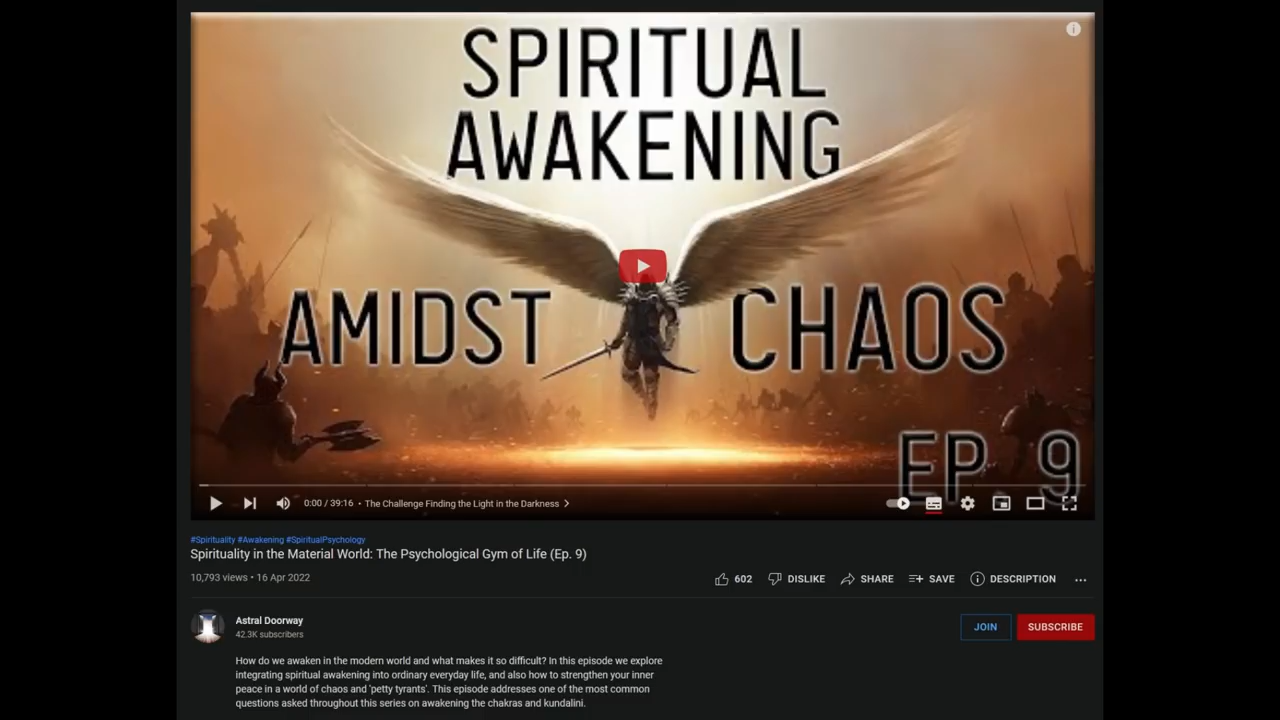 SPIRITUAL
AWAKENING
AMIDST CHAOS
EP. 9
0:00 / 39:16 • The Challenge Finding the Light in the Darkness
#Spirituality #Awakening #SpiritualPsychology
Spirituality in the Material World: The Psychological Gym of Life (Ep. 9)
10,793 views • 16 Apr 2022
602 DISLIKE SHARE SAVE DESCRIPTION
Astral Doorway
42.3K subscribers
JOIN SUBSCRIBE
How do we awaken in the modern world and what makes it so difficult? In this episode we explore
integrating spiritual awakening into ordinary everyday life, and also how to strengthen your inner
peace in a world of chaos and 'petty tyrants'. This episode addresses one of the most common
questions asked throughout this series on awakening the chakras and kundalini.